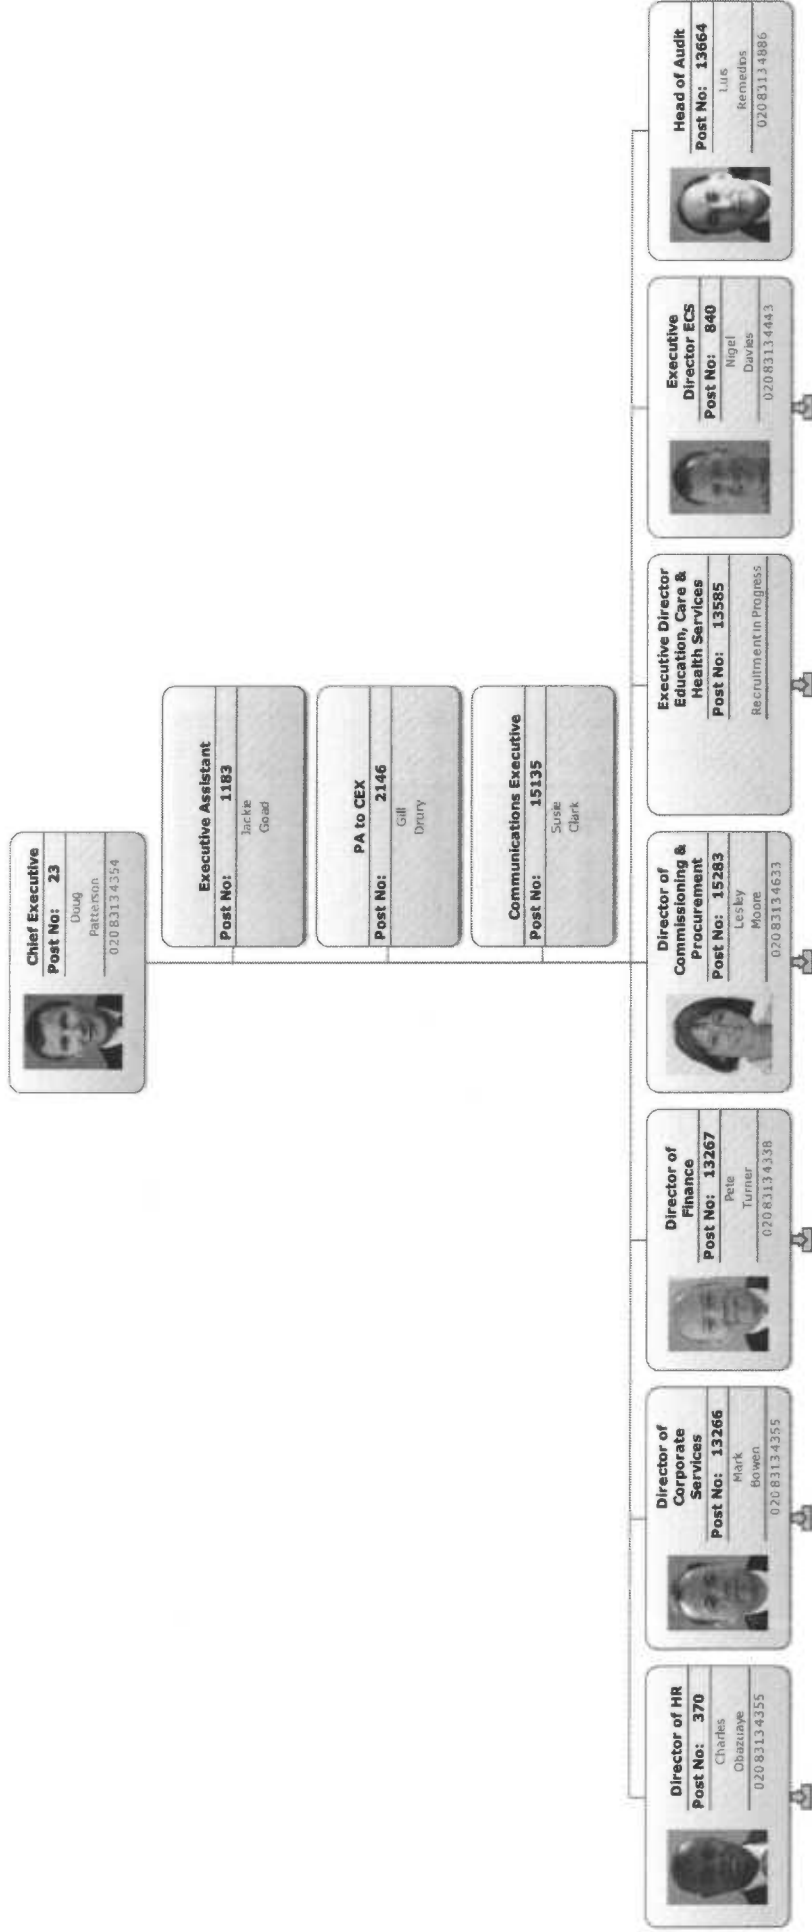 Chief Executive
Post No: 23
Doug
Patterson
020 8313 4354
Executive Assistant
Post No: 1183
Jackie
Goad
PA to CEX
Post No: 2146
Gill
Drury
Communications Executive
Post No: 15135
Susie
Clark
Director of HR
Post No: 370
Charles
Obazuaye
020 8313 4355
Director of
Corporate
Services
Post No: 13266
Mark
Bowen
020 8313 4355
Director of
Finance
Post No: 13267
Pete
Turner
020 8313 4338
Director of
Commissioning &
Procurement
Post No: 15283
Lesley
Moore
020 8313 4633
Executive Director
Education, Care &
Health Services
Post No: 13585
Recruitment in Progress
Executive
Director ECS
Post No: 840
Nigel
Davies
020 8313 4443
Head of Audit
Post No: 13664
Luis
Remedios
020 8313 4886